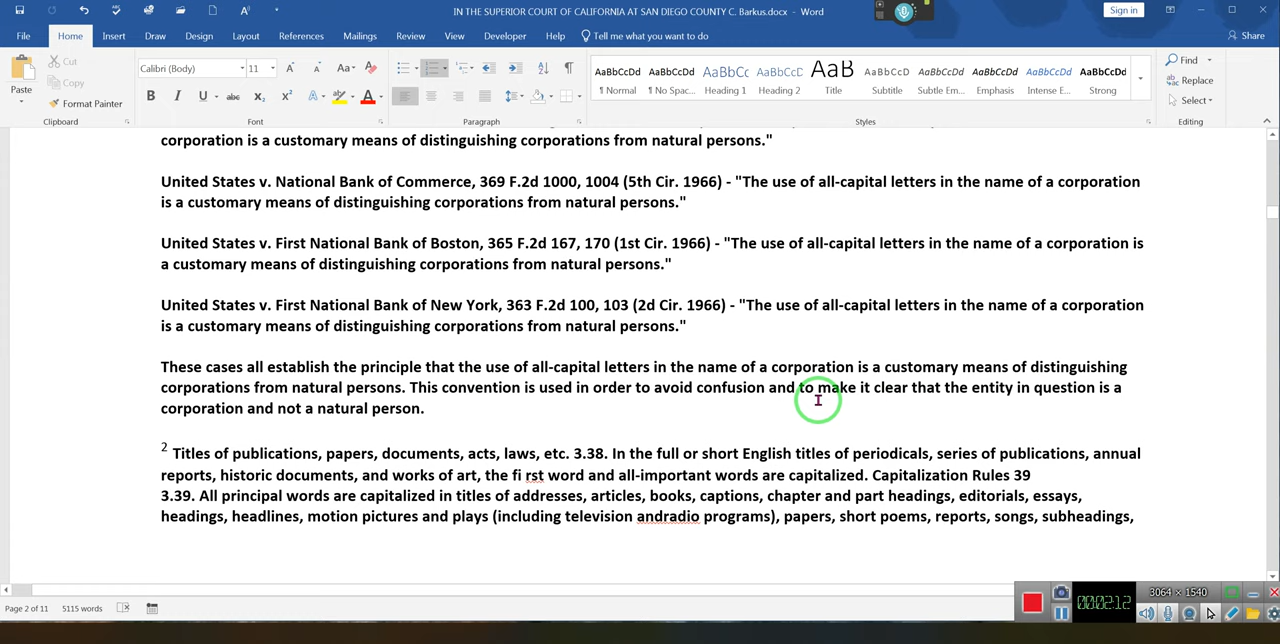 IN THE SUPERIOR COURT OF CALIFORNIA AT SAN DIEGO COUNTY C. Barkus.docx - Word
Sign in
File Home Insert Draw Design Layout References Mailings Review View Developer Help Tell me what you want to do Share
Paste
Cut
Copy
Format Painter
Clipboard
Calibri (Body) 11
Font
Paragraph
AaBbCcDd AaBbCcDd AaBbCc AaBbCcD AaB AaBbCcD AaBbCcDd AaBbCcDd AaBbCcDd AaBbCcDd
¶ Normal ¶ No Spac... Heading 1 Heading 2 Title Subtitle Subtle Em... Emphasis Intense E... Strong
Styles
Find
Replace
Select
Editing
corporation is a customary means of distinguishing corporations from natural persons."
United States v. National Bank of Commerce, 369 F.2d 1000, 1004 (5th Cir. 1966) - "The use of all-capital letters in the name of a corporation
is a customary means of distinguishing corporations from natural persons."
United States v. First National Bank of Boston, 365 F.2d 167, 170 (1st Cir. 1966) - "The use of all-capital letters in the name of a corporation is
a customary means of distinguishing corporations from natural persons."
United States v. First National Bank of New York, 363 F.2d 100, 103 (2d Cir. 1966) - "The use of all-capital letters in the name of a corporation
is a customary means of distinguishing corporations from natural persons."
These cases all establish the principle that the use of all-capital letters in the name of a corporation is a customary means of distinguishing
corporations from natural persons. This convention is used in order to avoid confusion and to make it clear that the entity in question is a
corporation and not a natural person.
2 Titles of publications, papers, documents, acts, laws, etc. 3.38. In the full or short English titles of periodicals, series of publications, annual
reports, historic documents, and works of art, the fi rst word and all-important words are capitalized. Capitalization Rules 39
3.39. All principal words are capitalized in titles of addresses, articles, books, captions, chapter and part headings, editorials, essays,
headings, headlines, motion pictures and plays (including television andradio programs), papers, short poems, reports, songs, subheadings,
3064 × 1540
00:02:12
Page 2 of 11 5115 words